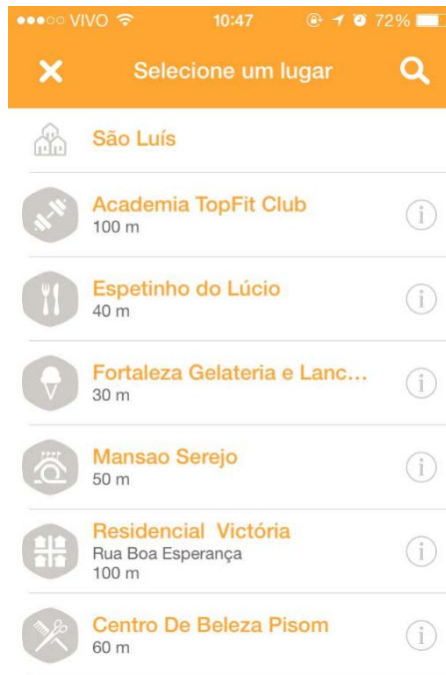 VIVO 10:47 72%
Selecione um lugar
São Luís
Academia TopFit Club
100 m
Espetinho do Lúcio
40 m
Fortaleza Gelateria e Lanc...
30 m
Mansao Serejo
50 m
Residencial Victória
Rua Boa Esperança
100 m
Centro De Beleza Pisom
60 m